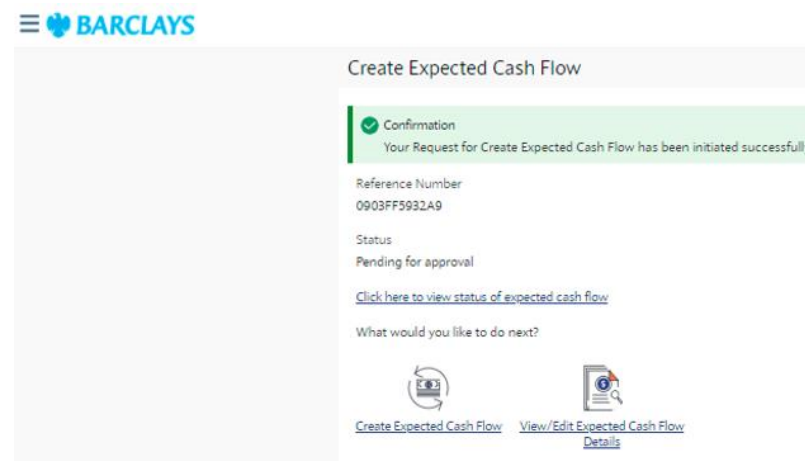 BARCLAYS
Create Expected Cash Flow
Confirmation
Your Request for Create Expected Cash Flow has been initiated
Reference Number
0903FF5932A9
Status
Pending for approval
Click here to view status of expected cash flow
What would you like to do next?
Create Expected Cash Flow
View/Edit Expected Cash Flow
Details